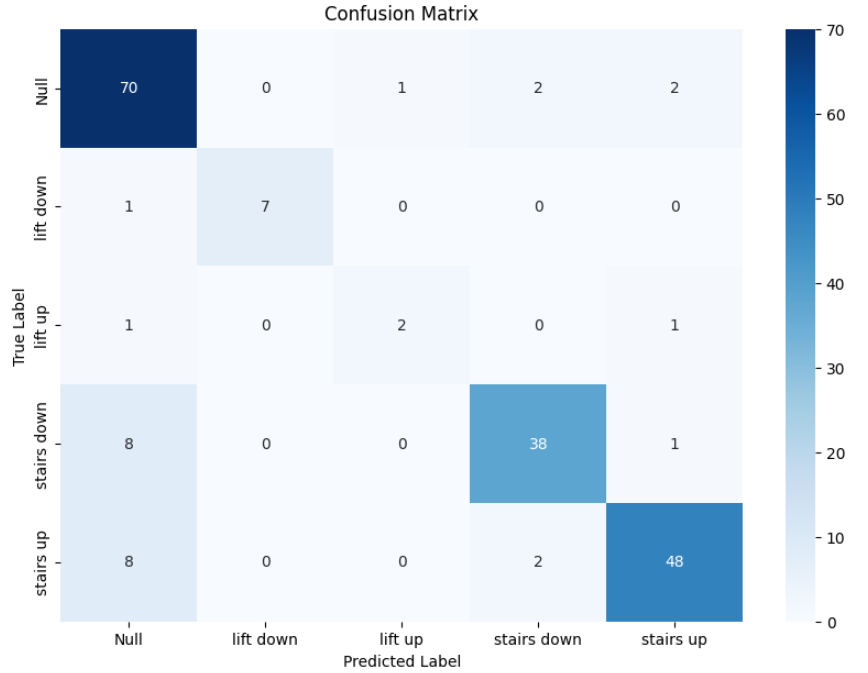 Confusion Matrix
Null
70 0 1 2 2
lift down
1 7 0 0 0
lift up
1 0 2 0 1
stairs down
8 0 0 38 1
stairs up
8 0 0 2 48
True Label
Null lift down lift up stairs down stairs up
Predicted Label
70
60
50
40
30
20
10
0